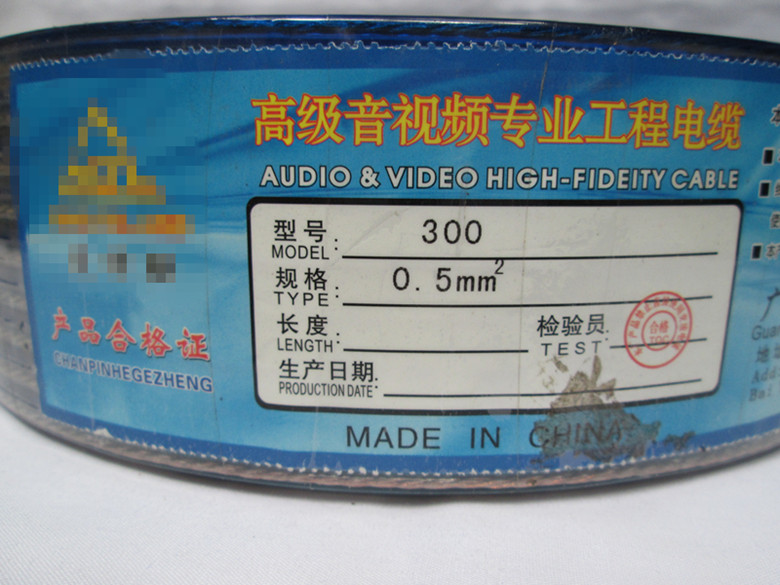 高级音视频专业工程电缆
AUDIO & VIDEO HIGH-FIDEITY CABLE
型号: 300
MODEL:
规格: 0.5mm²
TYPE:
长度: 检验员
LENGTH: TEST:
合格
生产日期:
PRODUCTION DATE:
MADE IN CHINA
产品合格证
CHANPINHEGEZHENG